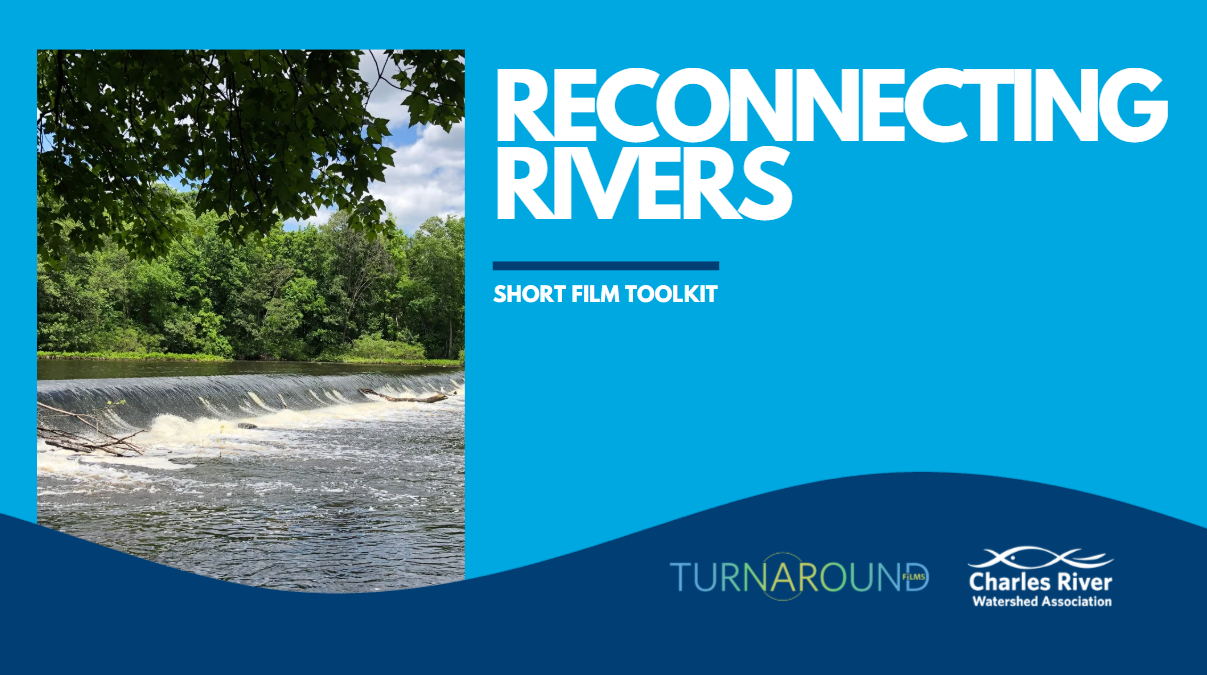 RECONNECTING
RIVERS
SHORT FILM TOOLKIT
TURNAROUND FiLMS
Charles River
Watershed Association